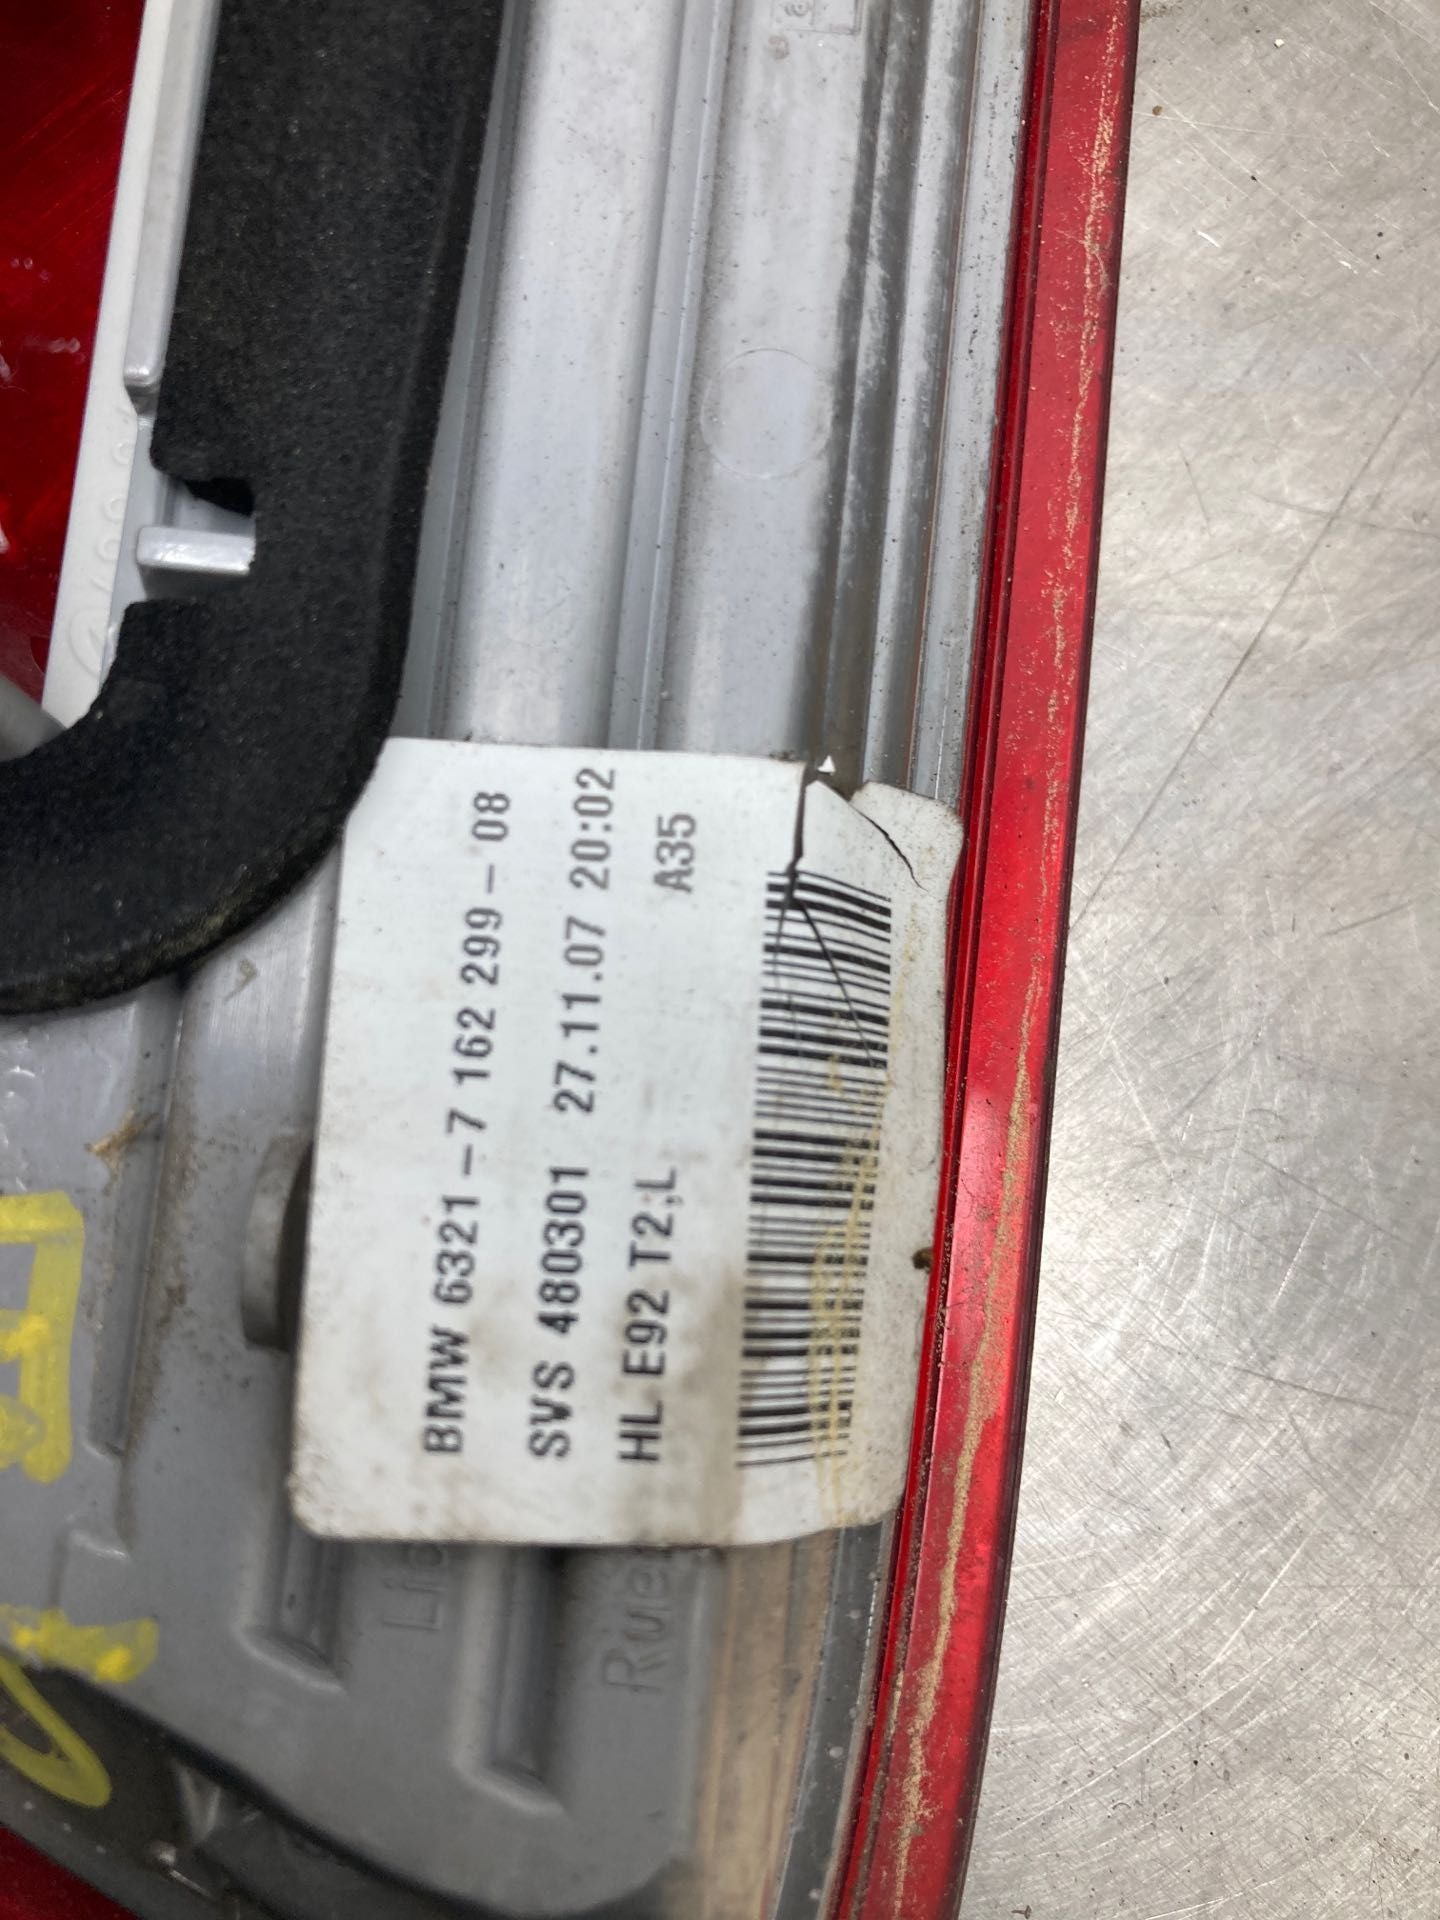 BMW 6321-7 162 299-08
SVS 480301 27.11.07 20:02
HL E92 T2,L A35